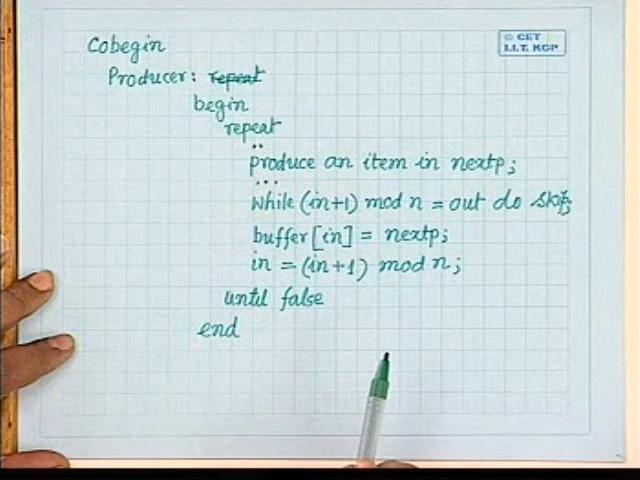 © CET
I.I.T. KGP
Cobegin
Producer: repeat
begin
repeat
..
produce an item in nextp;
...
while (in+1) mod n = out do skip;
buffer[in] = nextp;
in = (in+1) mod n;
until false
end